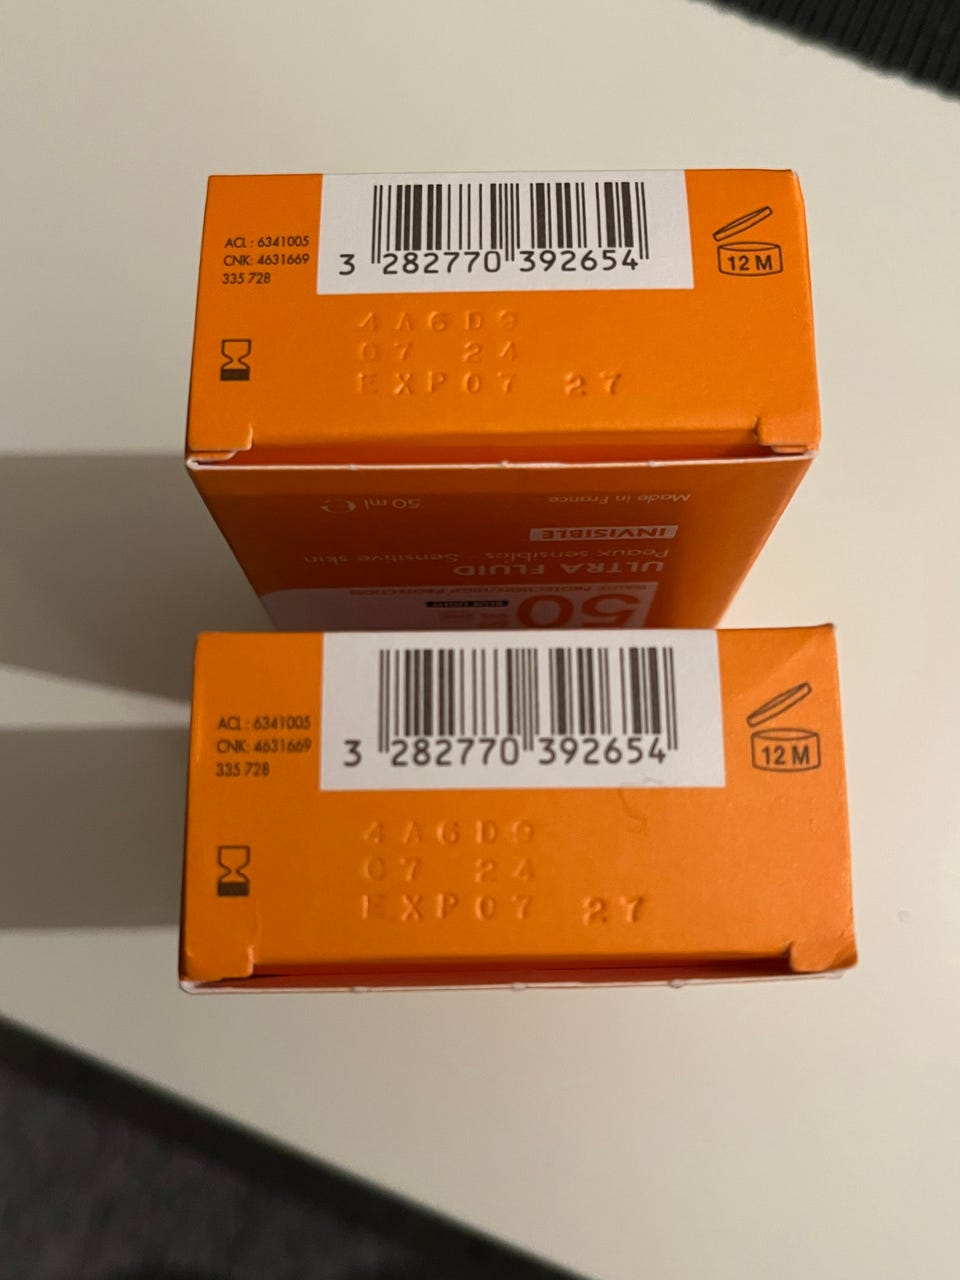 ACL : 6341005
CNK: 4631669
335 728
3 282770 392654
12 M
4A6D9
07 24
EXP07 27
Made in France
50 ml
INVISIBLE
Peaux sensibles - Sensitive skin
ULTRA FLUID
50
BLUE LIGHT
ACL : 6341005
CNK: 4631669
335 728
3 282770 392654
12 M
4A6D9
07 24
EXP07 27